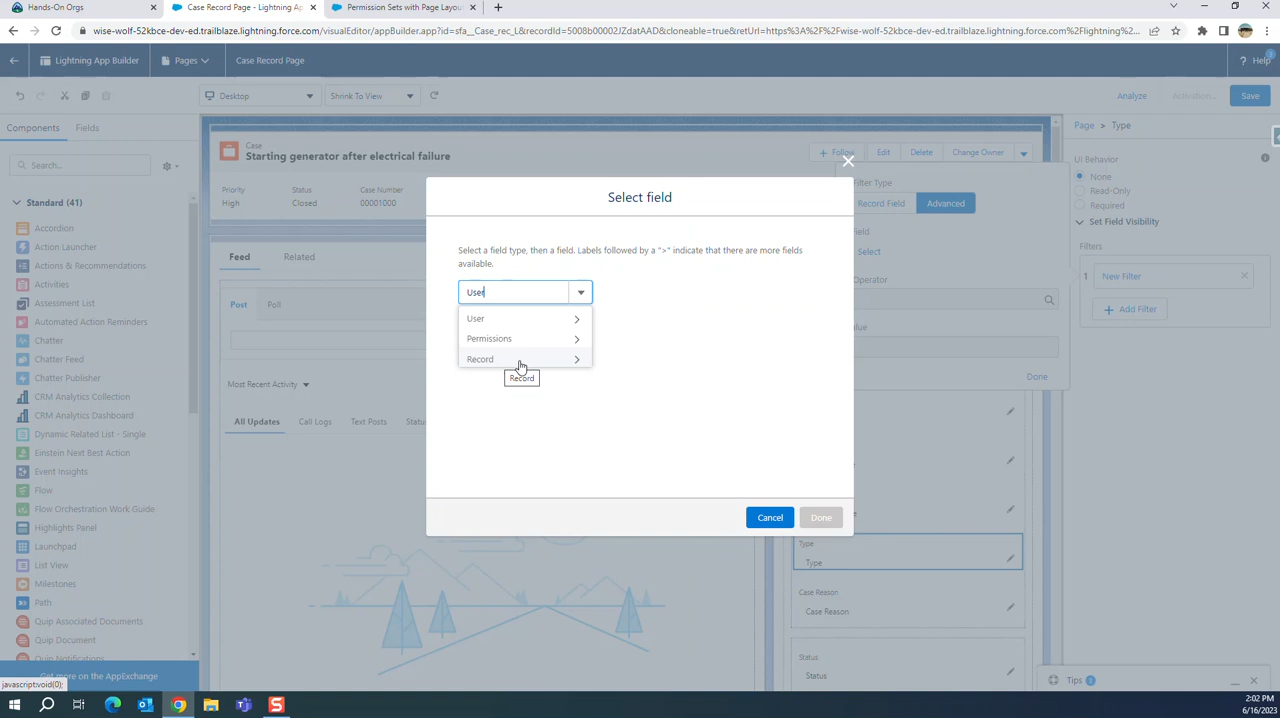 Hands-On Orgs
Case Record Page - Lightning Ap
Permission Sets with Page Layou
wise-wolf-52kbce-dev-ed.trailblaze.lightning.force.com/visualEditor/appBuilder.app?id=sfa__Case_rec_L&recordId=5008b00002JZdatAAD&cloneable=true&retUrl=https%3A%2F%2Fwise-wolf-52kbce-dev-ed.trailblaze.lightning.force.com%2Flightning%2...
Lightning App Builder
Pages
Case Record Page
? Help
3
Desktop
Shrink To View
Analyze
Activation...
Save
Components
Fields
Search...
Standard (41)
Accordion
Action Launcher
Actions & Recommendations
Activities
Assessment List
Automated Action Reminders
Chatter
Chatter Feed
Chatter Publisher
CRM Analytics Collection
CRM Analytics Dashboard
Dynamic Related List - Single
Einstein Next Best Action
Event Insights
Flow
Flow Orchestration Work Guide
Highlights Panel
Launchpad
List View
Milestones
Path
Quip Associated Documents
Quip Document
Quip Notifications
Get more on the AppExchange
javascript:void(0);
Case
Starting generator after electrical failure
+ Follow
Edit
Delete
Change Owner
Priority
High
Status
Closed
Case Number
00001000
Feed
Related
Post
Poll
Most Recent Activity
All Updates
Call Logs
Text Posts
Status
Select field
Select a field type, then a field. Labels followed by a ">" indicate that there are more fields
available.
User
User
Permissions
Record
Record
Cancel
Done
Filter Type
Record Field
Advanced
Field
Select
Operator
Value
Done
Type
Type
Case Reason
Case Reason
Status
Status
Page > Type
UI Behavior
None
Read-Only
Required
Set Field Visibility
Filters
1
New Filter
+ Add Filter
Tips
3
2:02 PM
6/16/2023